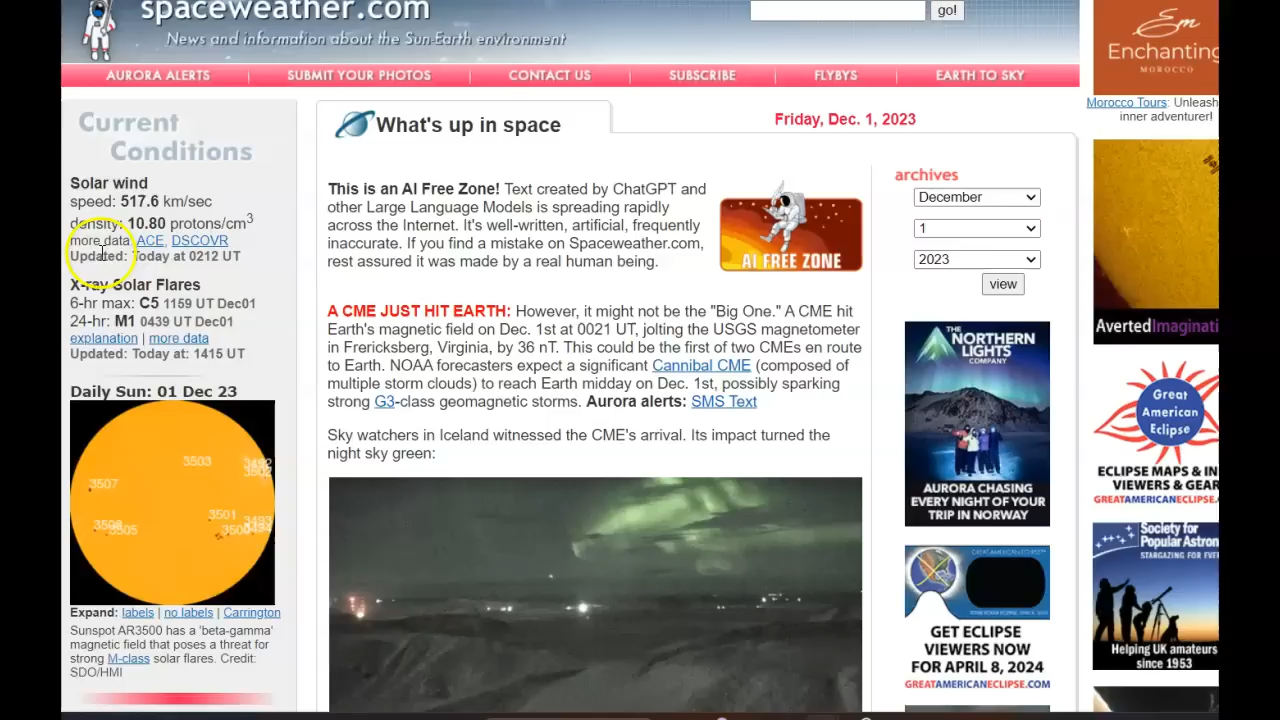 spaceweather.com
News and information about the Sun-Earth environment
go!
AURORA ALERTS
SUBMIT YOUR PHOTOS
CONTACT US
SUBSCRIBE
FLYBYS
EARTH TO SKY
Current
Conditions
Solar wind
speed: 517.6 km/sec
density: 10.80 protons/cm3
more data: ACE, DSCOVR
Updated: Today at 0212 UT
X-ray Solar Flares
6-hr max: C5 1159 UT Dec01
24-hr: M1 0439 UT Dec01
explanation | more data
Updated: Today at: 1415 UT
Daily Sun: 01 Dec 23
3503
3507
3501
3505
Expand: labels | no labels | Carrington
Sunspot AR3500 has a 'beta-gamma'
magnetic field that poses a threat for
strong M-class solar flares. Credit:
SDO/HMI
What's up in space
Friday, Dec. 1, 2023
This is an AI Free Zone! Text created by ChatGPT and
other Large Language Models is spreading rapidly
across the Internet. It's well-written, artificial, frequently
inaccurate. If you find a mistake on Spaceweather.com,
rest assured it was made by a real human being.
AI FREE ZONE
A CME JUST HIT EARTH: However, it might not be the "Big One." A CME hit
Earth's magnetic field on Dec. 1st at 0021 UT, jolting the USGS magnetometer
in Frericksberg, Virginia, by 36 nT. This could be the first of two CMEs en route
to Earth. NOAA forecasters expect a significant Cannibal CME (composed of
multiple storm clouds) to reach Earth midday on Dec. 1st, possibly sparking
strong G3-class geomagnetic storms. Aurora alerts: SMS Text
Sky watchers in Iceland witnessed the CME's arrival. Its impact turned the
night sky green:
archives
December
1
2023
view
THE
NORTHERN
LIGHTS
COMPANY
AURORA CHASING
EVERY NIGHT OF YOUR
TRIP IN NORWAY
GET ECLIPSE
VIEWERS NOW
FOR APRIL 8, 2024
GREATAMERICANECLIPSE.COM
Em
Enchanting
MOROCCO
Morocco Tours: Unleash
inner adventurer!
AvertedImaginati
Great
American
Eclipse
ECLIPSE MAPS & IN
VIEWERS & GEAR
GREATAMERICANECLIPSE.
Society for
Popular Astron
STARGAZING FOR EVE
Helping UK amateurs
since 1953